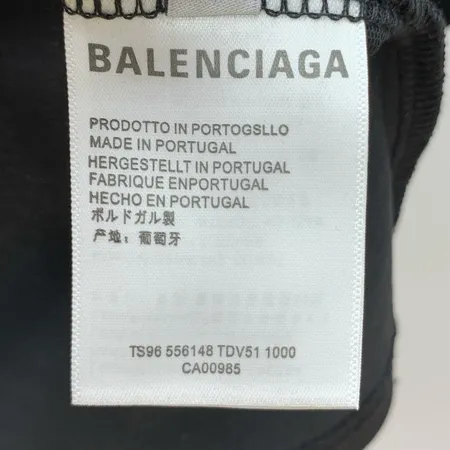 BALENCIAGA
PRODOTTO IN PORTOGSLLO
MADE IN PORTUGAL
HERGESTELLT IN PORTUGAL
FABRIQUE ENPORTUGAL
HECHO EN PORTUGAL
ボルドガル製
产地：葡萄牙
TS96 556148 TDV51 1000
CA00985